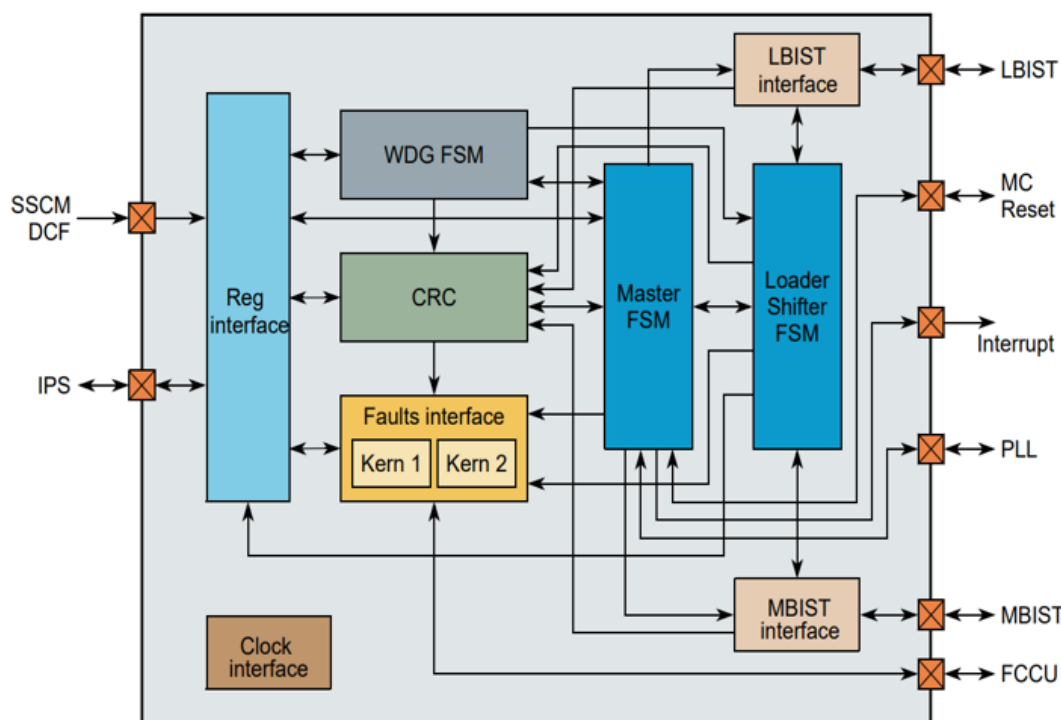 LBIST
interface
LBIST
WDG FSM
MC
Reset
SSCM
DCF
Reg
interface
CRC
Master
FSM
Loader
Shifter
FSM
Interrupt
IPS
Faults interface
Kern 1
Kern 2
PLL
MBIST
interface
MBIST
Clock
interface
FCCU